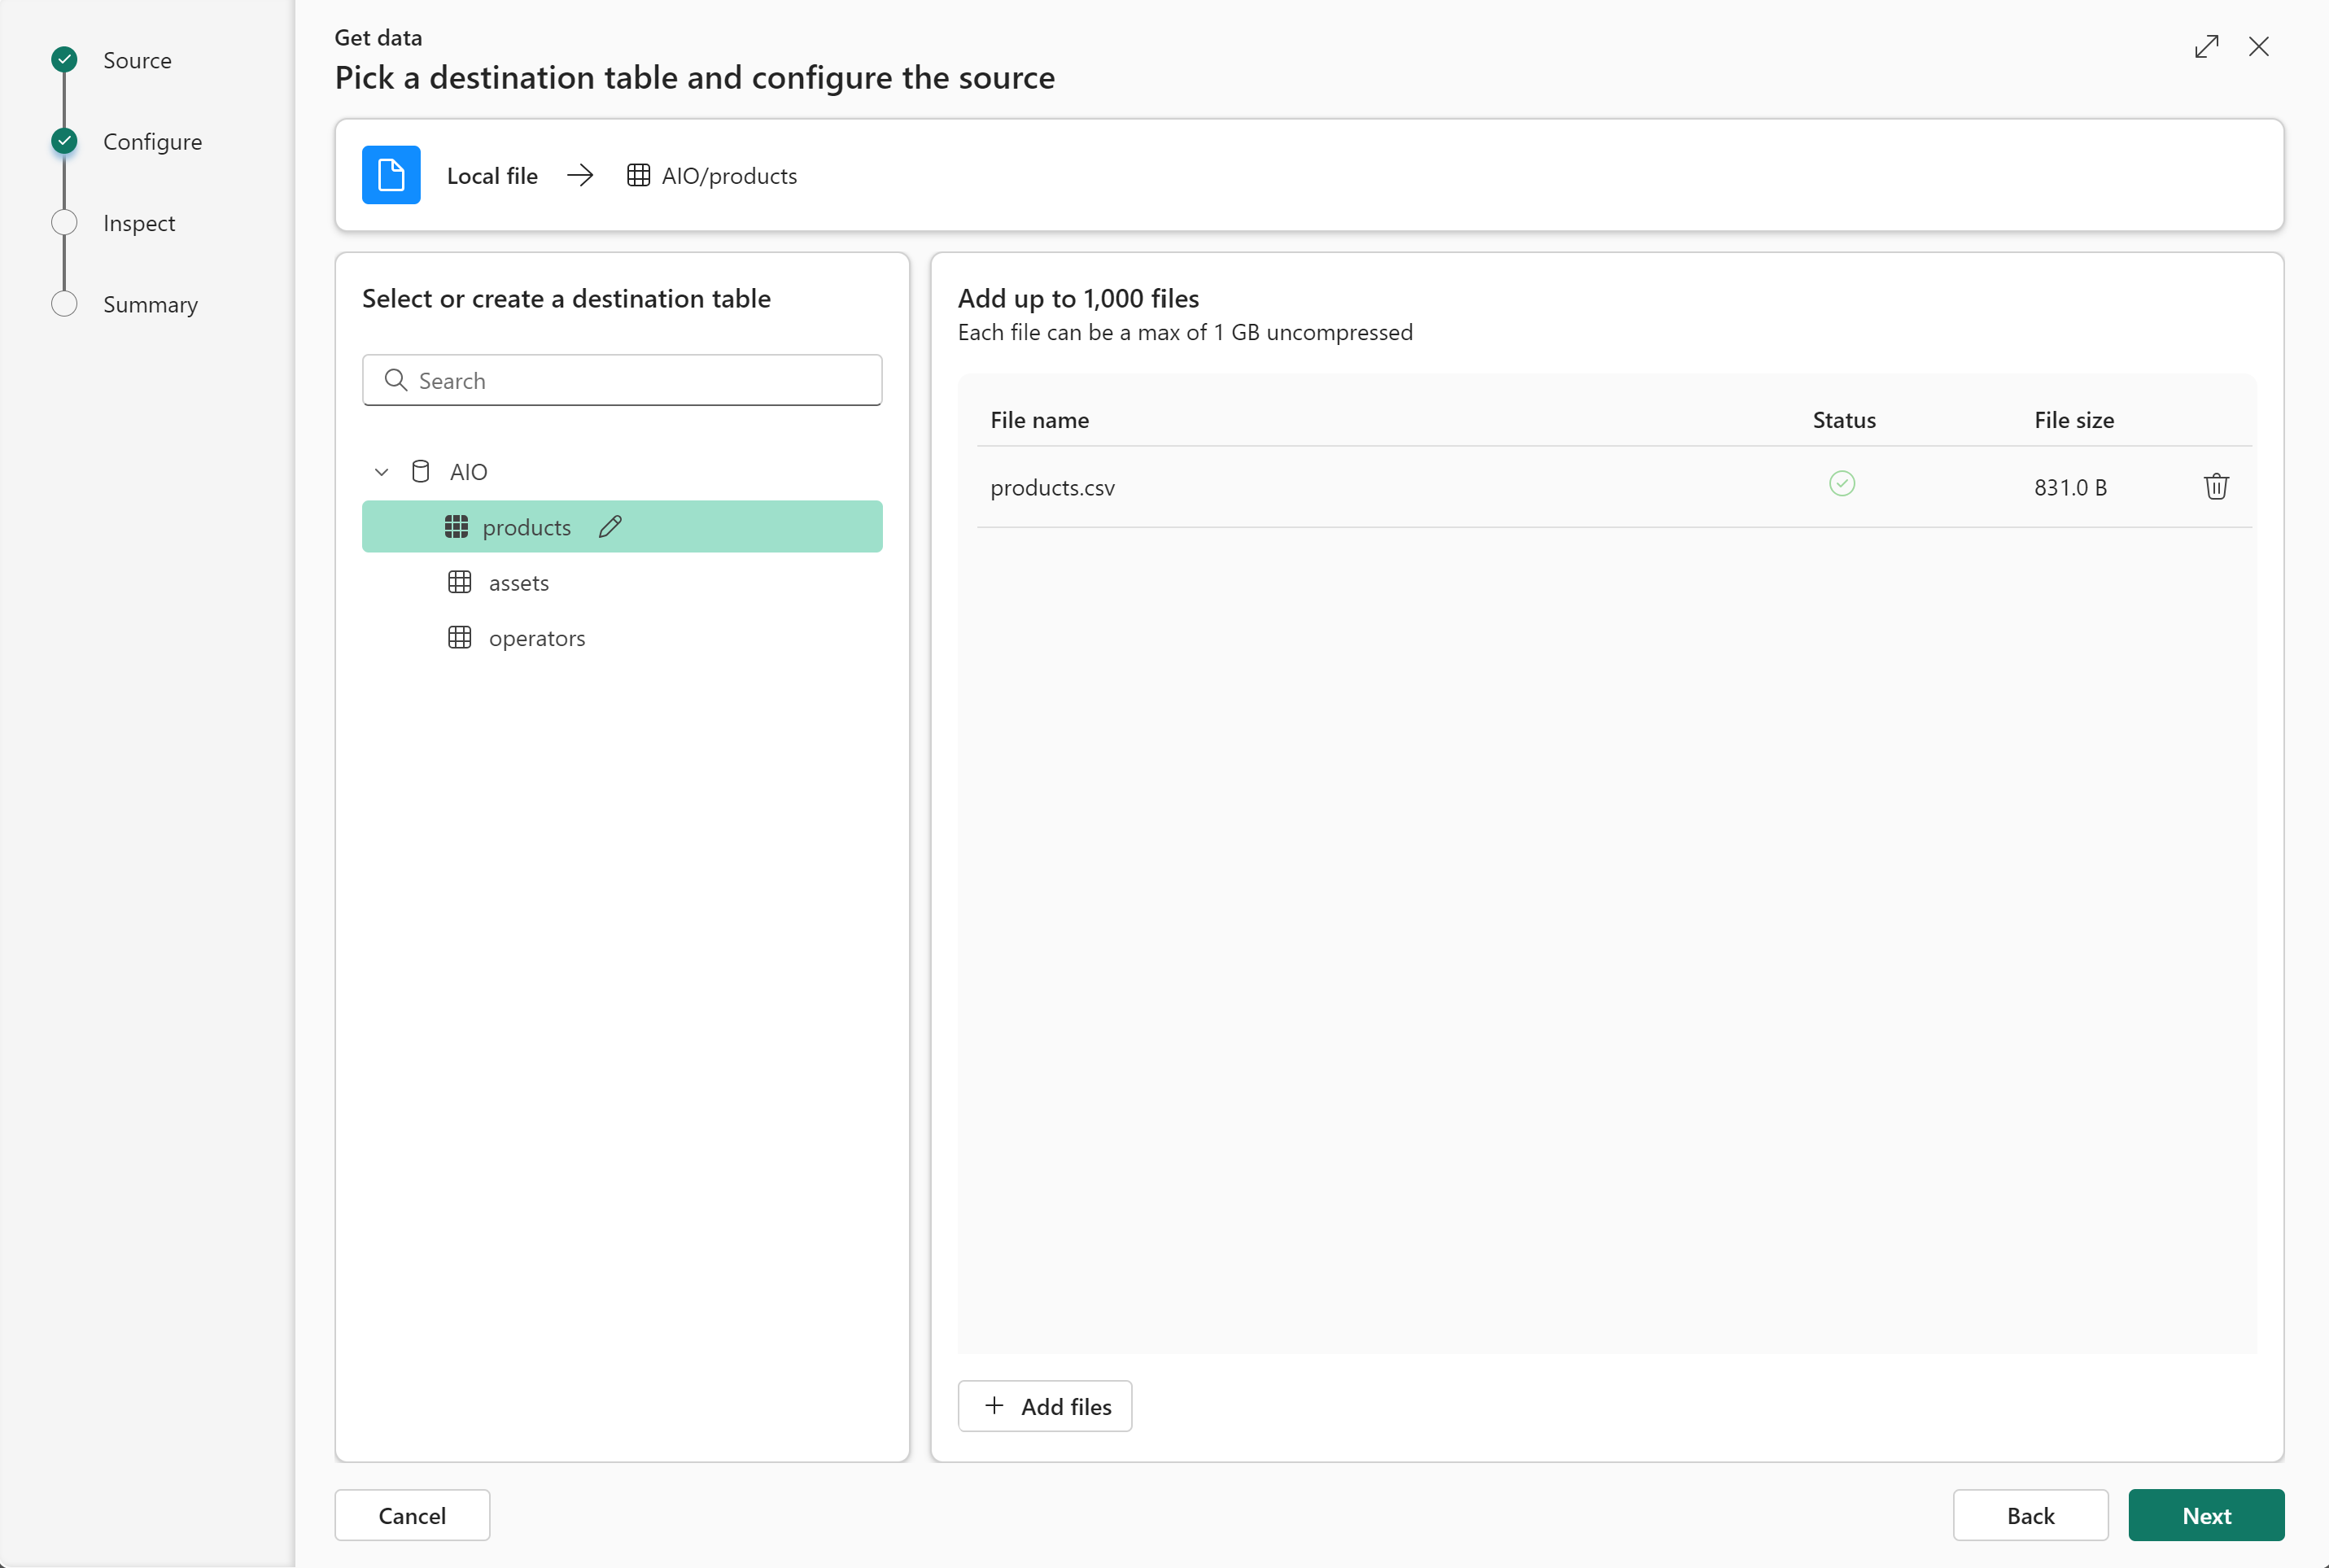 Source
Configure
Inspect
Summary
Get data
Pick a destination table and configure the source
Local file
AIO/products
Select or create a destination table
Search
AIO
products
assets
operators
Add up to 1,000 files
Each file can be a max of 1 GB uncompressed
File name Status File size
products.csv 831.0 B
Add files
Cancel
Back
Next